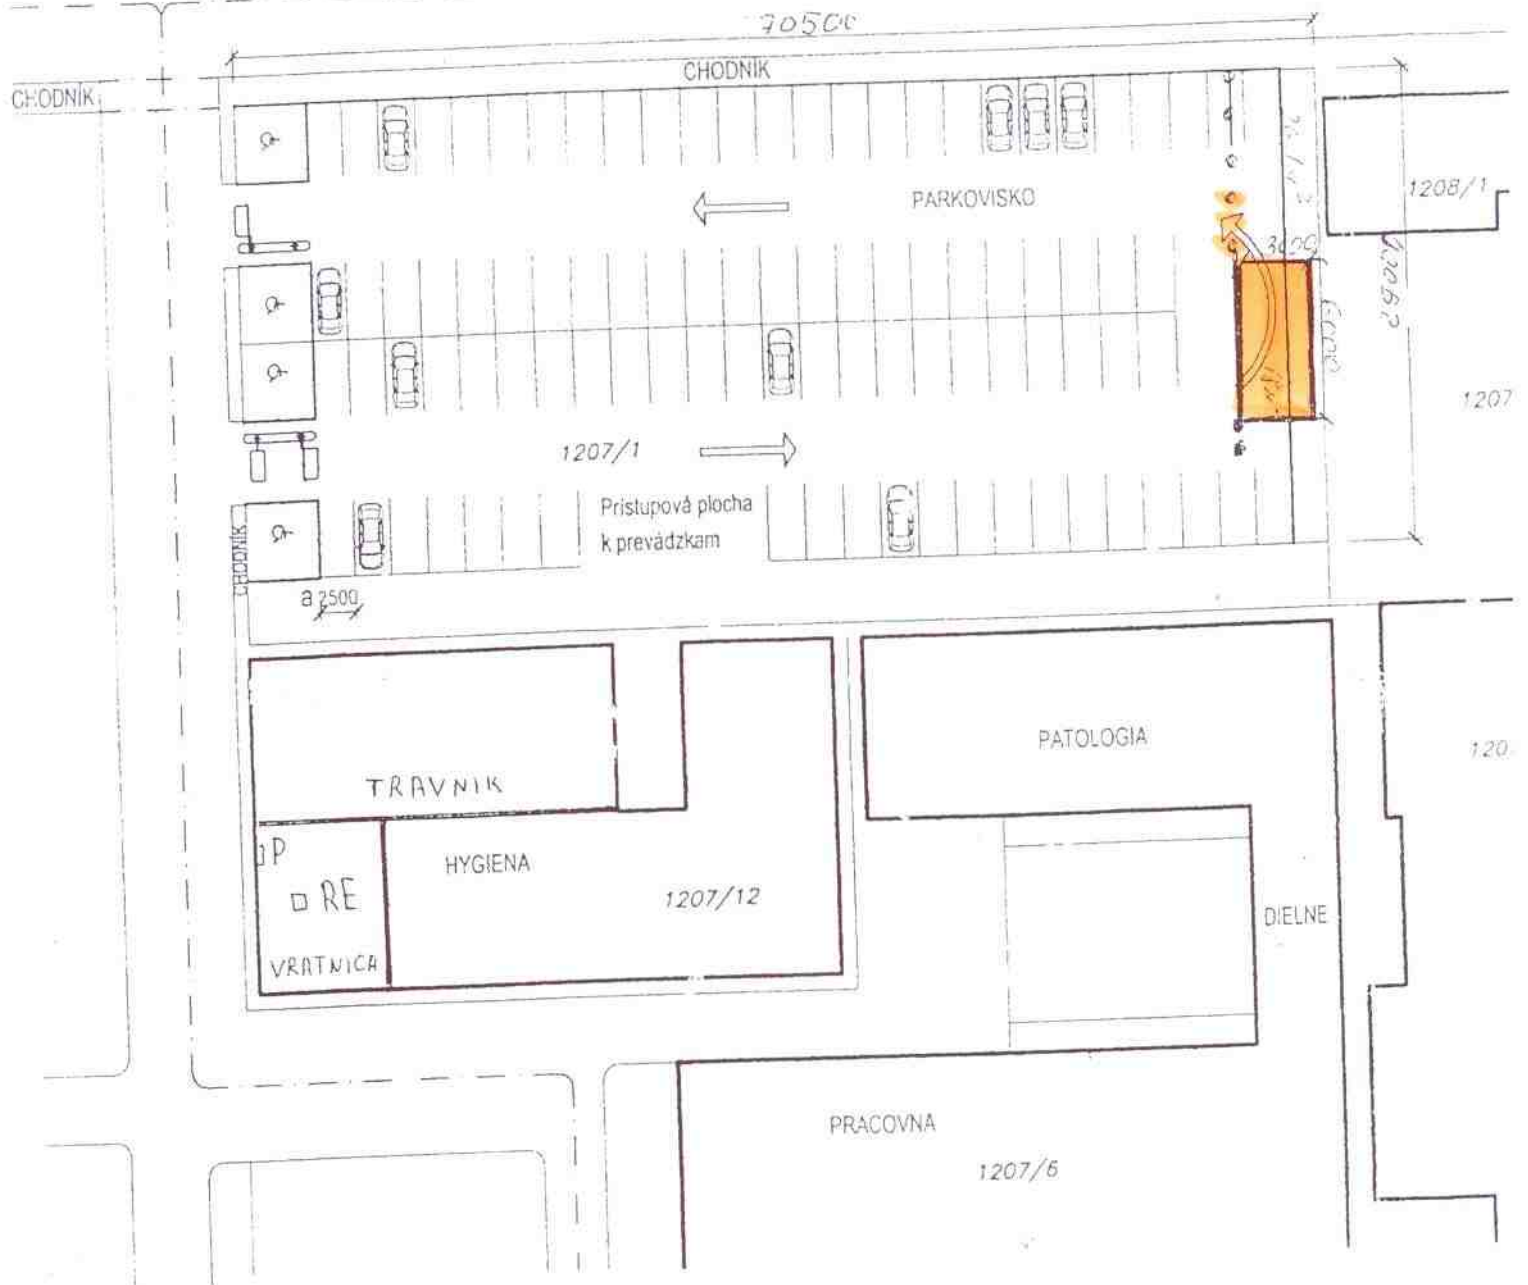 70500
CHODNÍK
CHODNÍK
PARKOVISKO
1208/1
1207
1207/1
Prístupová plocha
k prevádzkam
CHODNÍK
a 2500
PATOLOGIA
120
TRAVNIK
P
HYGIENA
RE
1207/12
DIELNE
VRATNICA
PRACOVNA
1207/6